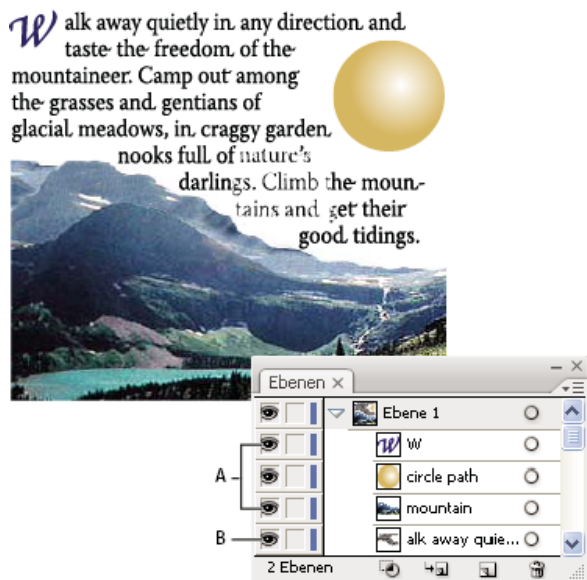 W alk away quietly in any direction and
taste the freedom of the
mountaineer. Camp out among
the grasses and gentians of
glacial meadows, in craggy garden
nooks full of nature's
darlings. Climb the moun-
tains and get their
good tidings.
Ebenen
Ebene 1
A
W
circle path
mountain
B
alk away quie...
2 Ebenen